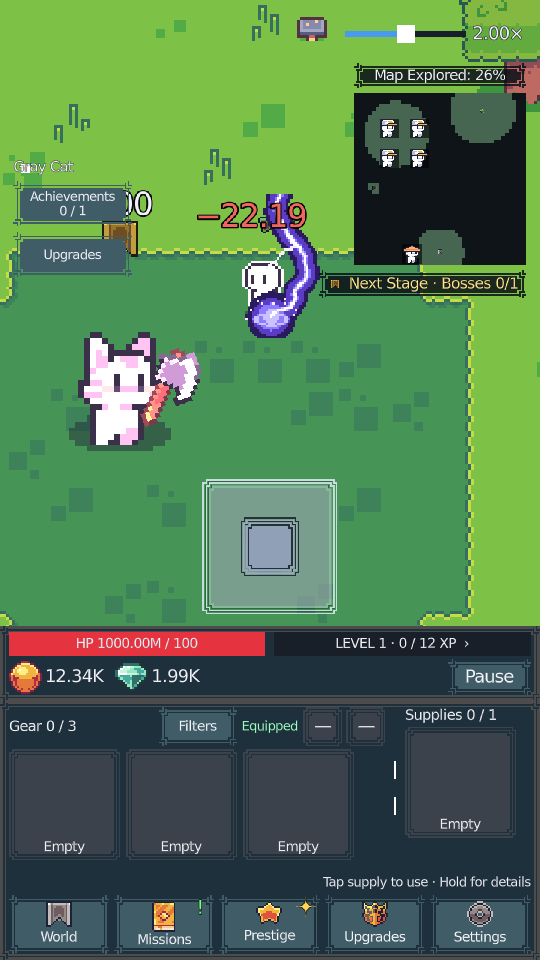 2.00×
Map Explored: 26%
Gray Cat
Achievements
0 / 1
−22.19
Upgrades
Next Stage · Bosses 0/1
HP 1000.00M / 100
LEVEL 1 · 0 / 12 XP ›
12.34K
1.99K
Pause
Gear 0 / 3
Filters
Equipped
—
—
Supplies 0 / 1
Empty
Empty
Empty
Empty
Tap supply to use · Hold for details
World
Missions
!
Prestige
Upgrades
Settings